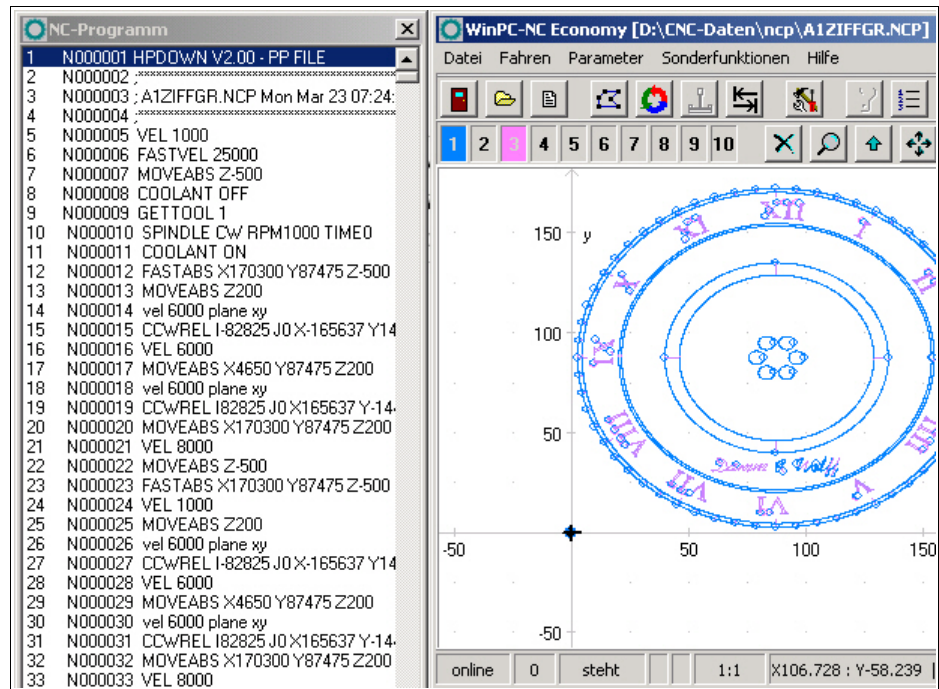 NC-Programm
1 N000001 HPDOWN V2.00 - PP FILE
2 N000002 ;************************************
3 N000003 ; A1ZIFFGR.NCP Mon Mar 23 07:24:
4 N000004 ;************************************
5 N000005 VEL 1000
6 N000006 FASTVEL 25000
7 N000007 MOVEABS Z-500
8 N000008 COOLANT OFF
9 N000009 GETTOOL 1
10 N000010 SPINDLE CW RPM1000 TIME0
11 N000011 COOLANT ON
12 N000012 FASTABS X170300 Y87475 Z-500
13 N000013 MOVEABS Z200
14 N000014 vel 6000 plane xy
15 N000015 CCWREL I-82825 J0 X-165637 Y14
16 N000016 VEL 6000
17 N000017 MOVEABS X4650 Y87475 Z200
18 N000018 vel 6000 plane xy
19 N000019 CCWREL I82825 J0 X165637 Y-14
20 N000020 MOVEABS X170300 Y87475 Z200
21 N000021 VEL 8000
22 N000022 MOVEABS Z-500
23 N000023 FASTABS X170300 Y87475 Z-500
24 N000024 VEL 1000
25 N000025 MOVEABS Z200
26 N000026 vel 6000 plane xy
27 N000027 CCWREL I-82825 J0 X-165637 Y14
28 N000028 VEL 6000
29 N000029 MOVEABS X4650 Y87475 Z200
30 N000030 vel 6000 plane xy
31 N000031 CCWREL I82825 J0 X165637 Y-14
32 N000032 MOVEABS X170300 Y87475 Z200
33 N000033 VEL 8000
WinPC-NC Economy [D:\CNC-Daten\ncp\A1ZIFFGR.NCP]
Datei Fahren Parameter Sonderfunktionen Hilfe
1 2 3 4 5 6 7 8 9 10
150 y
100
50
-50 50 100 150
-50
XII
I
II
IIII
V
VI
VII
VIII
IX
X
XI
& Wolff
online 0 steht 1:1 X106.728 : Y-58.239